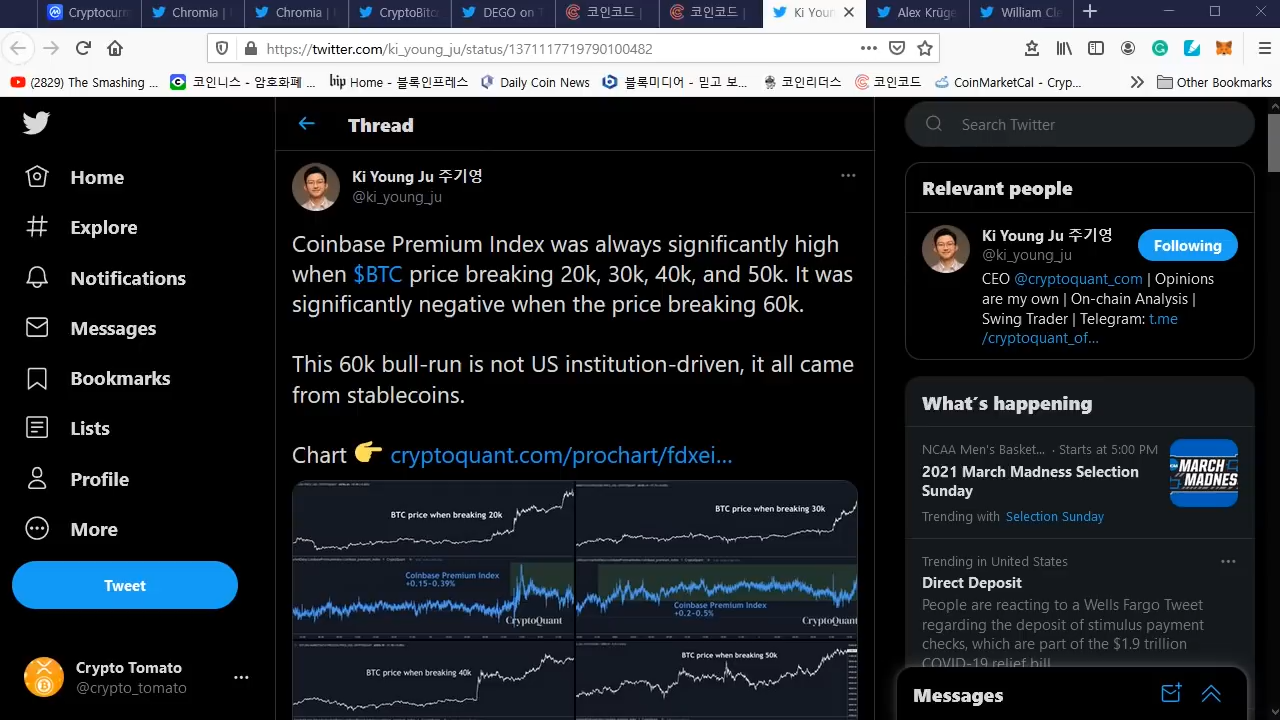 Cryptocurr
Chromia |
Chromia |
CryptoBitc
DEGO on T
코인코드 |
코인코드 |
Ki Youn
Alex Krüge
William Cle
https://twitter.com/ki_young_ju/status/1371117719790100482
(2829) The Smashing ...
코인니스 - 암호화폐 ...
bip Home - 블록인프레스
Daily Coin News
블록미디어 - 믿고 보...
코인리더스
코인코드
CoinMarketCal - Cryp...
Other Bookmarks
Home
Explore
Notifications
Messages
Bookmarks
Lists
Profile
More
Tweet
Crypto Tomato
@crypto_tomato
Thread
Ki Young Ju 주기영
@ki_young_ju
Coinbase Premium Index was always significantly high
when $BTC price breaking 20k, 30k, 40k, and 50k. It was
significantly negative when the price breaking 60k.
This 60k bull-run is not US institution-driven, it all came
from stablecoins.
Chart 👉 cryptoquant.com/prochart/fdxei...
BTC price when breaking 20k
BTC price when breaking 30k
Coinbase Premium Index
+0.15-0.39%
CryptoQuant
Coinbase Premium Index
+0.2-0.5%
CryptoQuant
BTC price when breaking 40k
BTC price when breaking 50k
Search Twitter
Relevant people
Ki Young Ju 주기영
@ki_young_ju
Following
CEO @cryptoquant_com | Opinions
are my own | On-chain Analysis |
Swing Trader | Telegram: t.me
/cryptoquant_of...
What's happening
NCAA Men's Basket... · Starts at 5:00 PM
2021 March Madness Selection
Sunday
Trending with Selection Sunday
MARCH
MADNES
Trending in United States
Direct Deposit
People are reacting to a Wells Fargo Tweet
regarding the deposit of stimulus payment
checks, which are part of the $1.9 trillion
COVID-19 relief bill
Messages